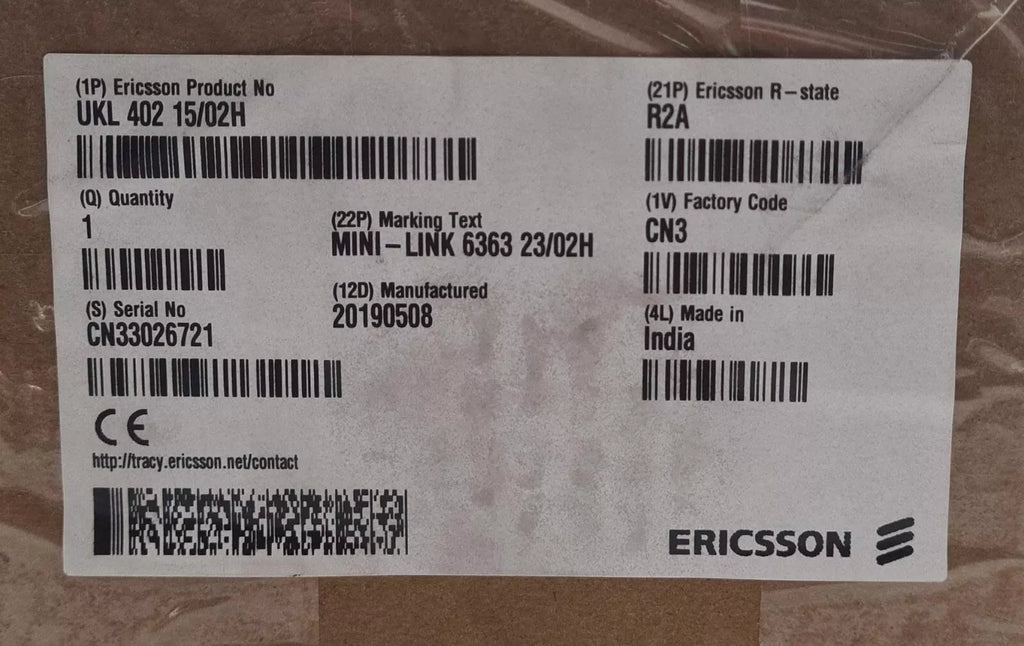 (1P) Ericsson Product No
UKL 402 15/02H
(21P) Ericsson R-state
R2A
(Q) Quantity
1
(22P) Marking Text
MINI-LINK 6363 23/02H
(1V) Factory Code
CN3
(S) Serial No
CN33026721
(12D) Manufactured
20190508
(4L) Made in
India
CE
http://tracy.ericsson.net/contact
ERICSSON